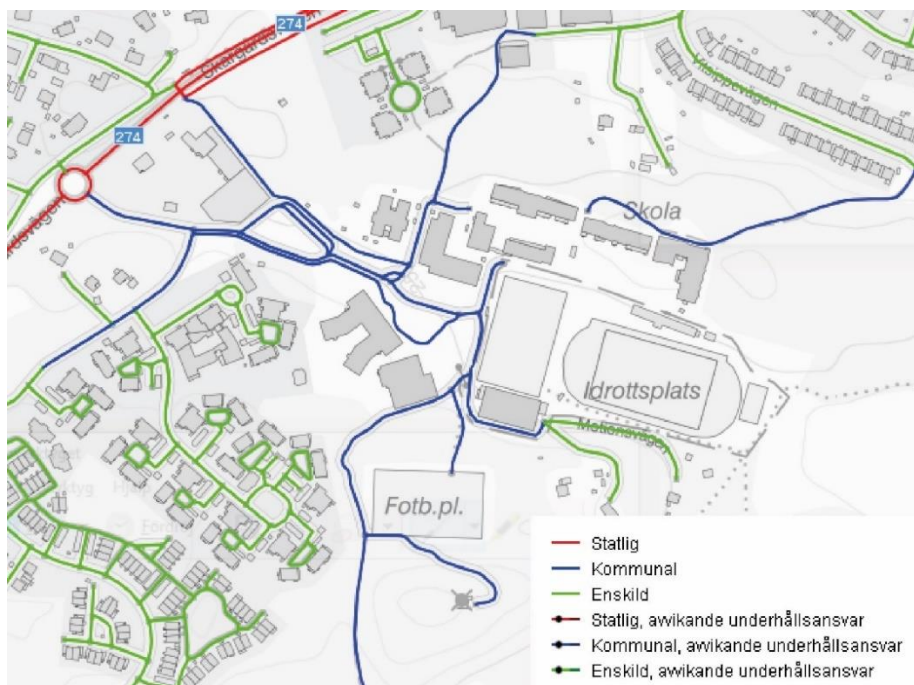 274
274
Vitsippevägen
Skola
Idrottsplats
Motionsvägen
Fotb.pl.
Statlig
Kommunal
Enskild
Statlig, avvikande underhållsansvar
Kommunal, avvikande underhållsansvar
Enskild, avvikande underhållsansvar